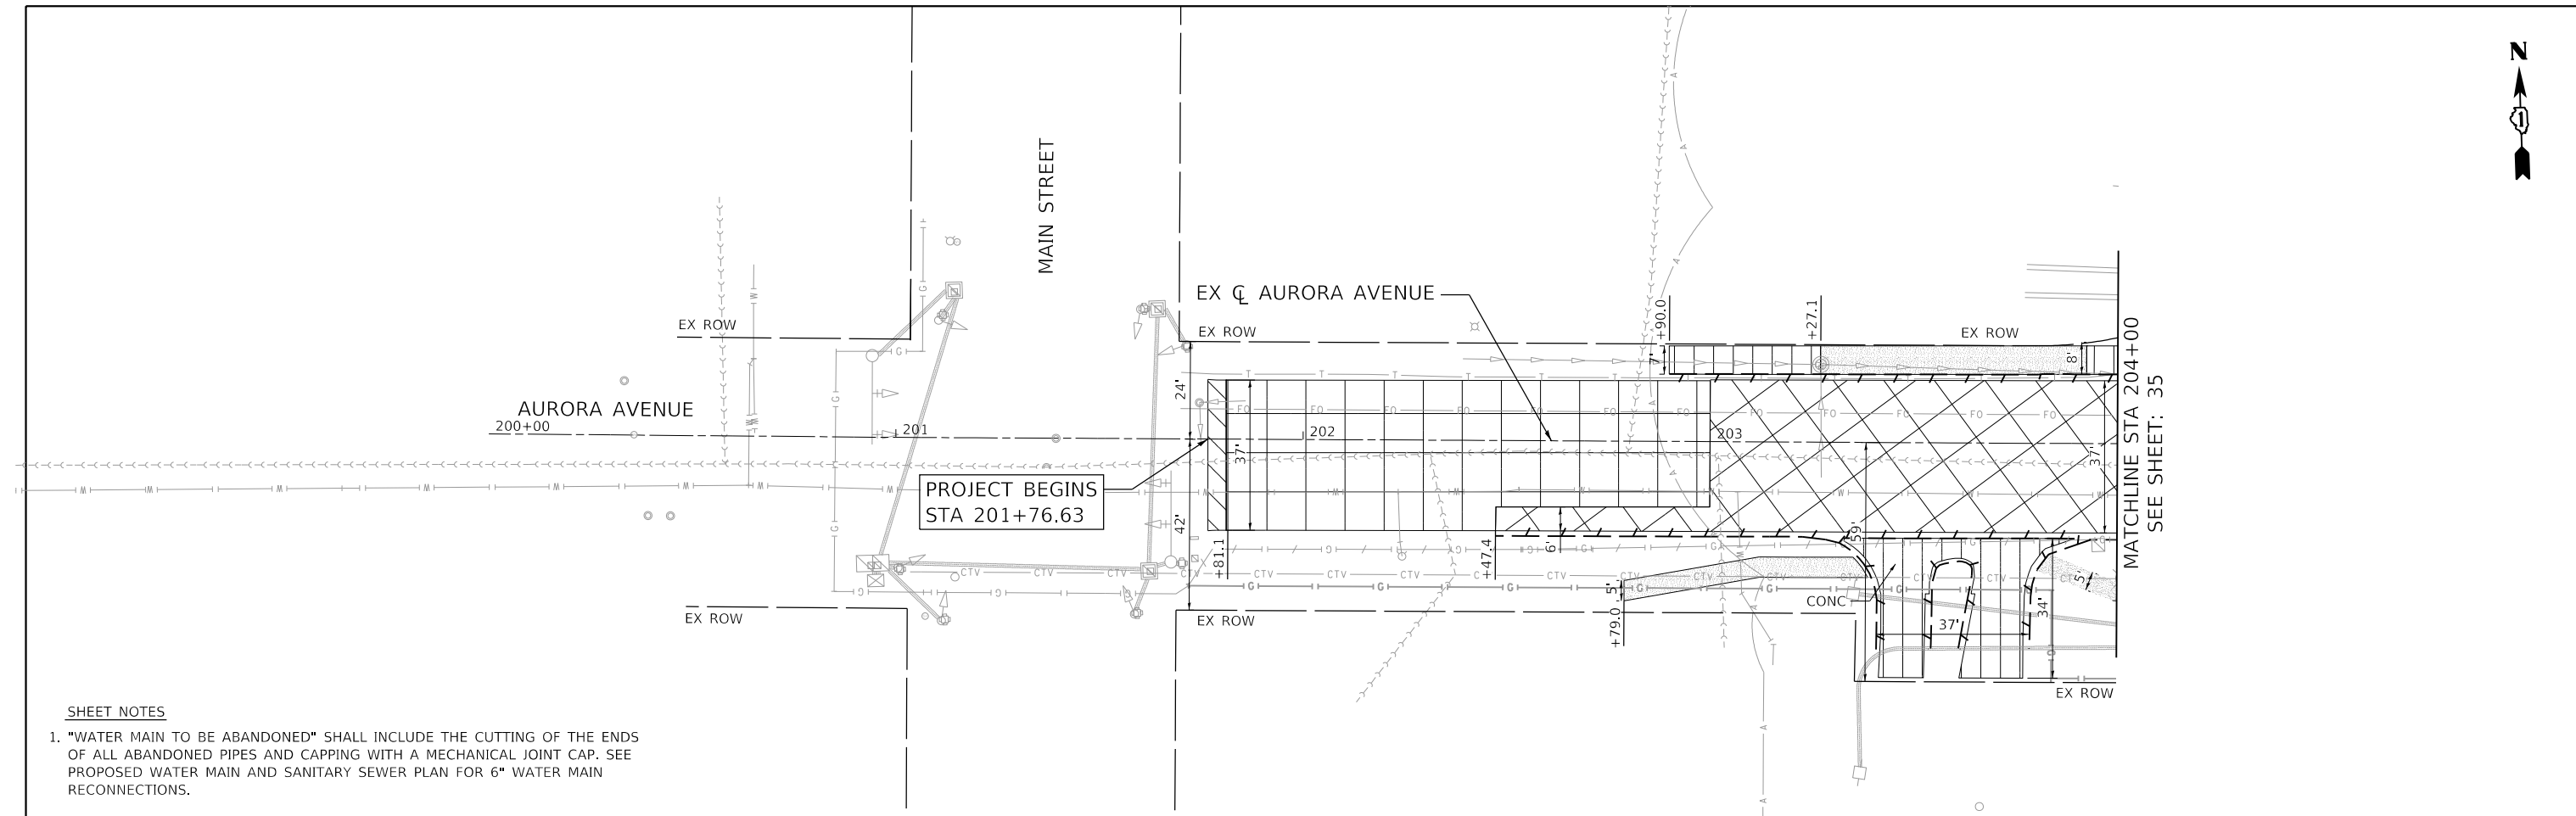 N
1
MAIN STREET
EX ROW
EX ℄ AURORA AVENUE
EX ROW
+90.0
+27.1
EX ROW
7'
8'
MATCHLINE STA 204+00
SEE SHEET: 35
AURORA AVENUE
200+00
201
202
203
24'
37'
37'
42'
PROJECT BEGINS
STA 201+76.63
+81.1
+47.4
6'
59'
5'
+79.0
CONC
37'
34'
5'
EX ROW
EX ROW
EX ROW
SHEET NOTES
1. "WATER MAIN TO BE ABANDONED" SHALL INCLUDE THE CUTTING OF THE ENDS
OF ALL ABANDONED PIPES AND CAPPING WITH A MECHANICAL JOINT CAP. SEE
PROPOSED WATER MAIN AND SANITARY SEWER PLAN FOR 6" WATER MAIN
RECONNECTIONS.